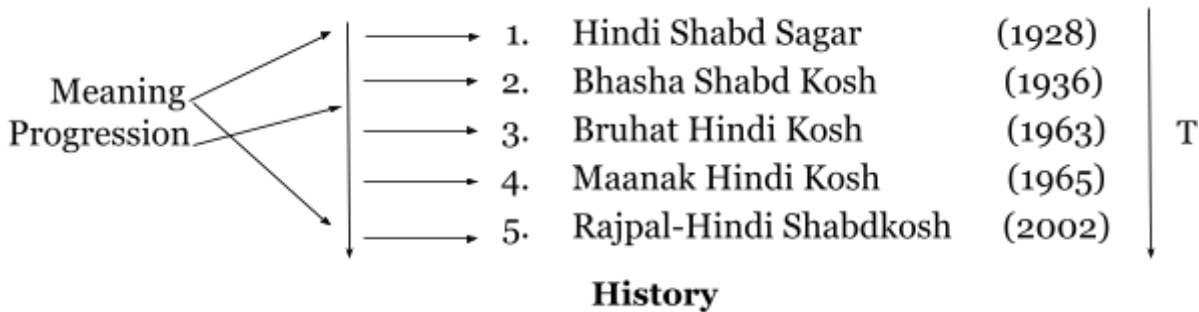 1. Hindi Shabd Sagar (1928)
Meaning 2. Bhasha Shabd Kosh (1936)
Progression 3. Bruhat Hindi Kosh (1963) T
4. Maanak Hindi Kosh (1965)
5. Rajpal-Hindi Shabdkosh (2002)
History